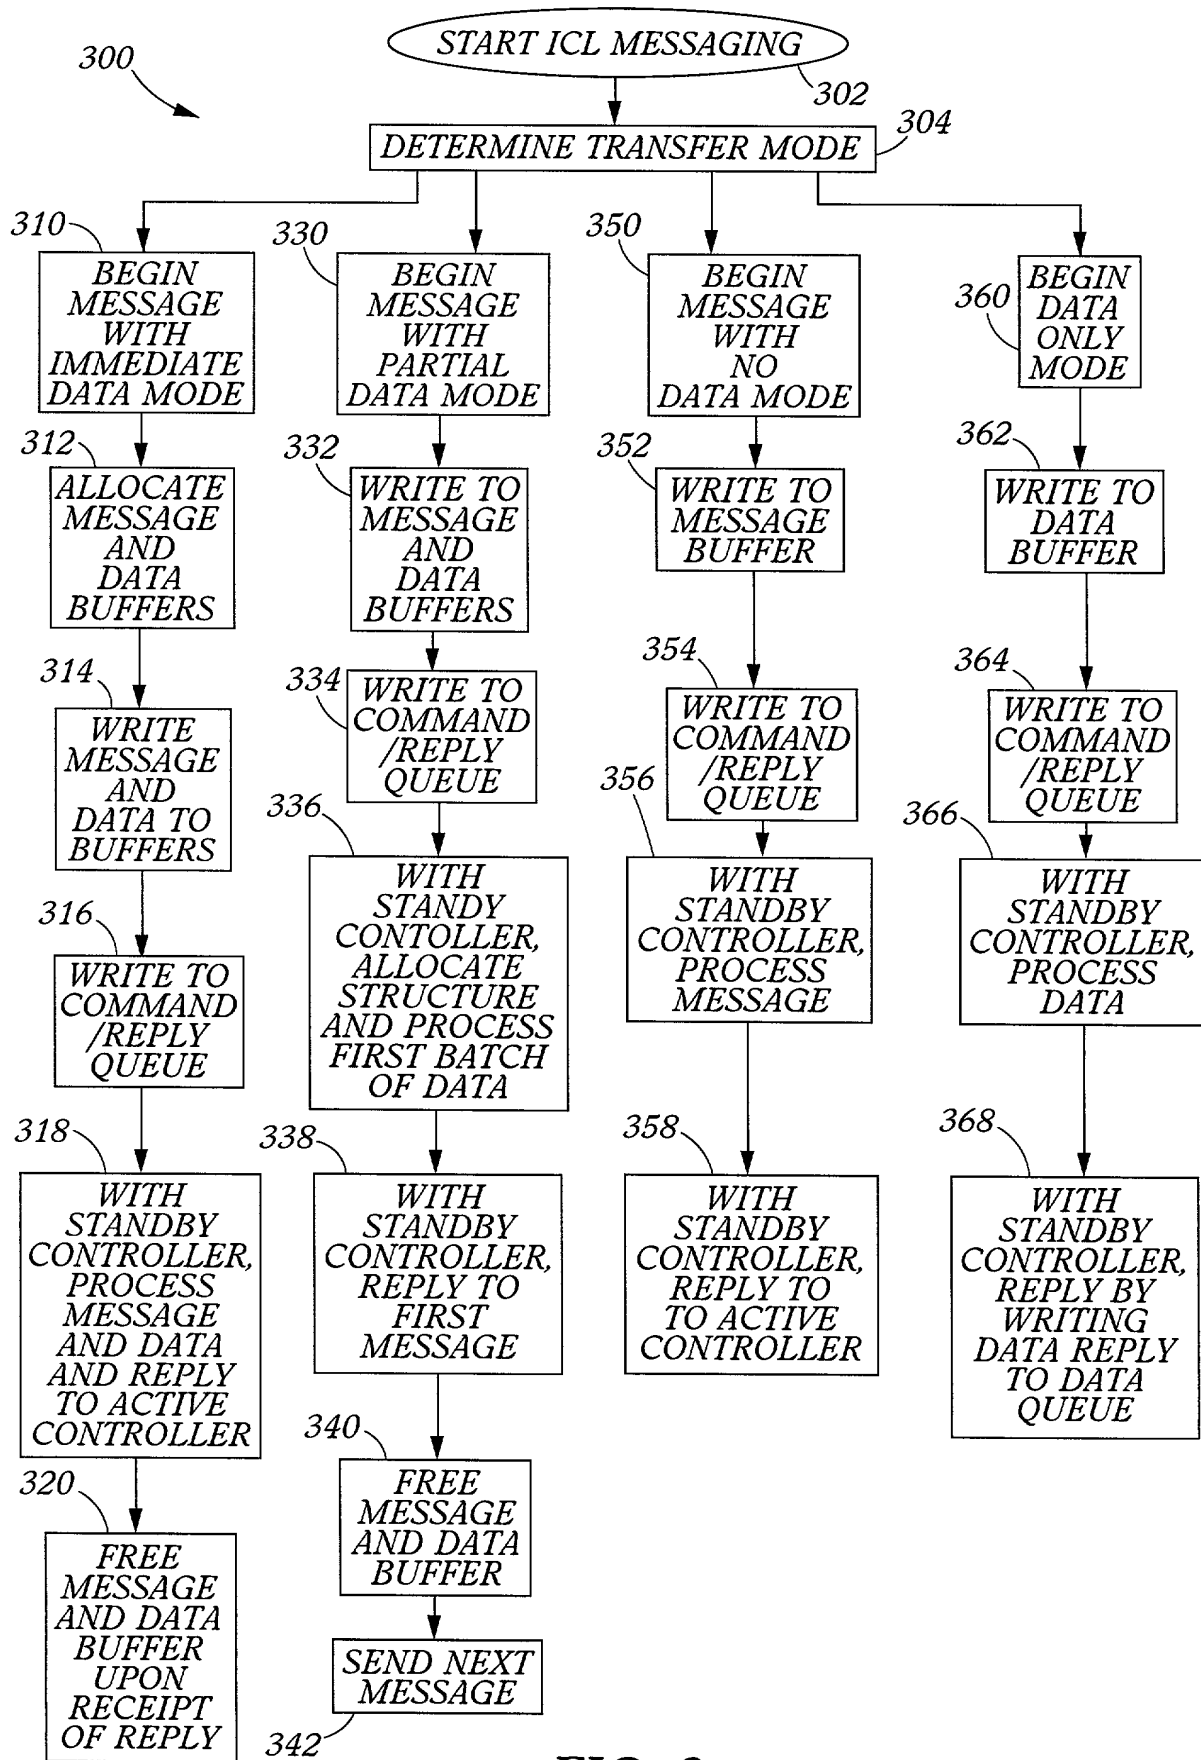 300
START ICL MESSAGING
302
DETERMINE TRANSFER MODE
304
310
BEGIN
MESSAGE
WITH
IMMEDIATE
DATA MODE
312
ALLOCATE
MESSAGE
AND
DATA
BUFFERS
314
WRITE
MESSAGE
AND
DATA TO
BUFFERS
316
WRITE TO
COMMAND
/REPLY
QUEUE
318
WITH
STANDBY
CONTROLLER,
PROCESS
MESSAGE
AND DATA
AND REPLY
TO ACTIVE
CONTROLLER
320
FREE
MESSAGE
AND DATA
BUFFER
UPON
RECEIPT
OF REPLY
330
BEGIN
MESSAGE
WITH
PARTIAL
DATA MODE
332
WRITE TO
MESSAGE
AND
DATA
BUFFERS
334
WRITE TO
COMMAND
/REPLY
QUEUE
336
WITH
STANDY
CONTOLLER,
ALLOCATE
STRUCTURE
AND PROCESS
FIRST BATCH
OF DATA
338
WITH
STANDBY
CONTROLLER,
REPLY TO
FIRST
MESSAGE
340
FREE
MESSAGE
AND DATA
BUFFER
SEND NEXT
MESSAGE
342
350
BEGIN
MESSAGE
WITH
NO
DATA MODE
352
WRITE TO
MESSAGE
BUFFER
354
WRITE TO
COMMAND
/REPLY
QUEUE
356
WITH
STANDBY
CONTROLLER,
PROCESS
MESSAGE
358
WITH
STANDBY
CONTROLLER,
REPLY TO
TO ACTIVE
CONTROLLER
360
BEGIN
DATA
ONLY
MODE
362
WRITE TO
DATA
BUFFER
364
WRITE TO
COMMAND
/REPLY
QUEUE
366
WITH
STANDBY
CONTROLLER,
PROCESS
DATA
368
WITH
STANDBY
CONTROLLER,
REPLY BY
WRITING
DATA REPLY
TO DATA
QUEUE